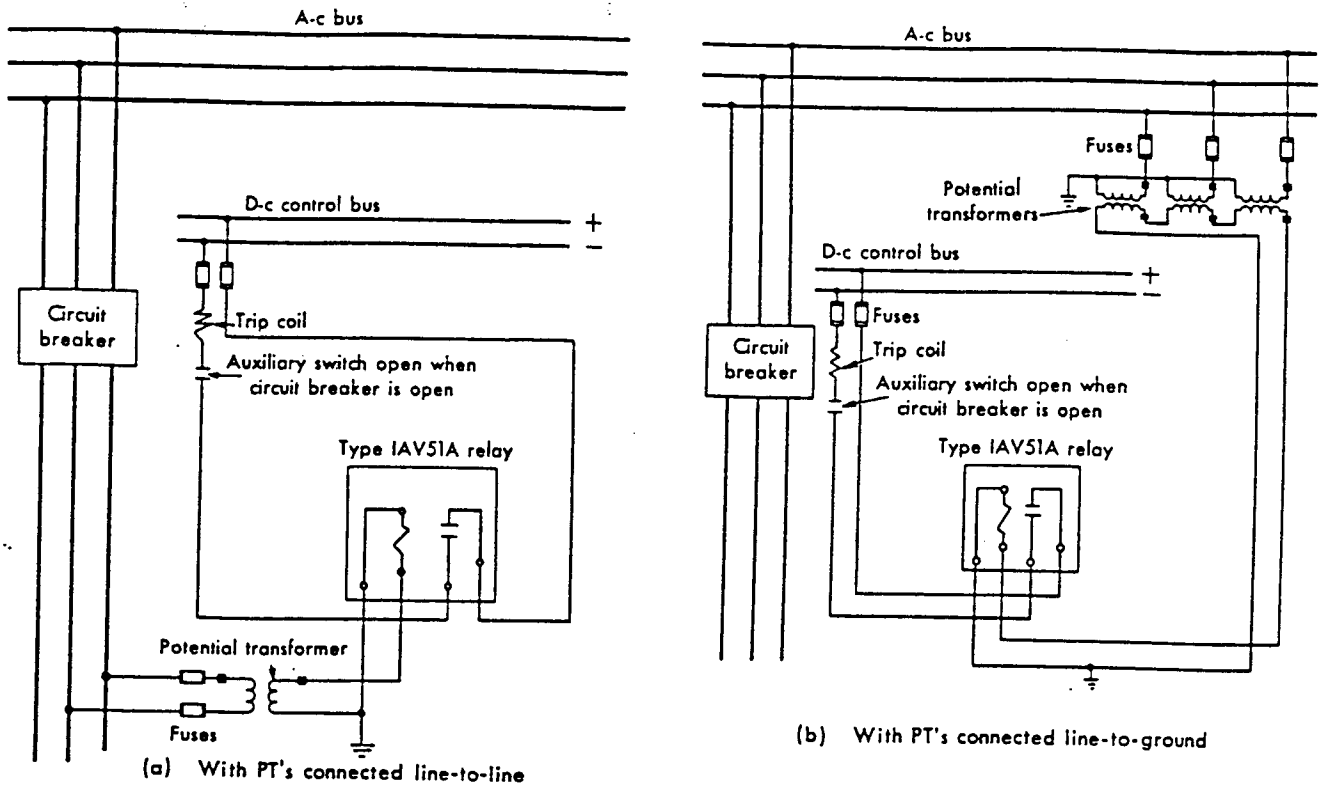 A-c bus
D-c control bus
+
−
Circuit
breaker
Trip coil
Auxiliary switch open when
circuit breaker is open
Type IAV51A relay
Potential transformer
Fuses
(a) With PT's connected line-to-line
A-c bus
Fuses
Potential
transformers
D-c control bus
+
−
Fuses
Circuit
breaker
Trip coil
Auxiliary switch open when
circuit breaker is open
Type IAV51A relay
(b) With PT's connected line-to-ground